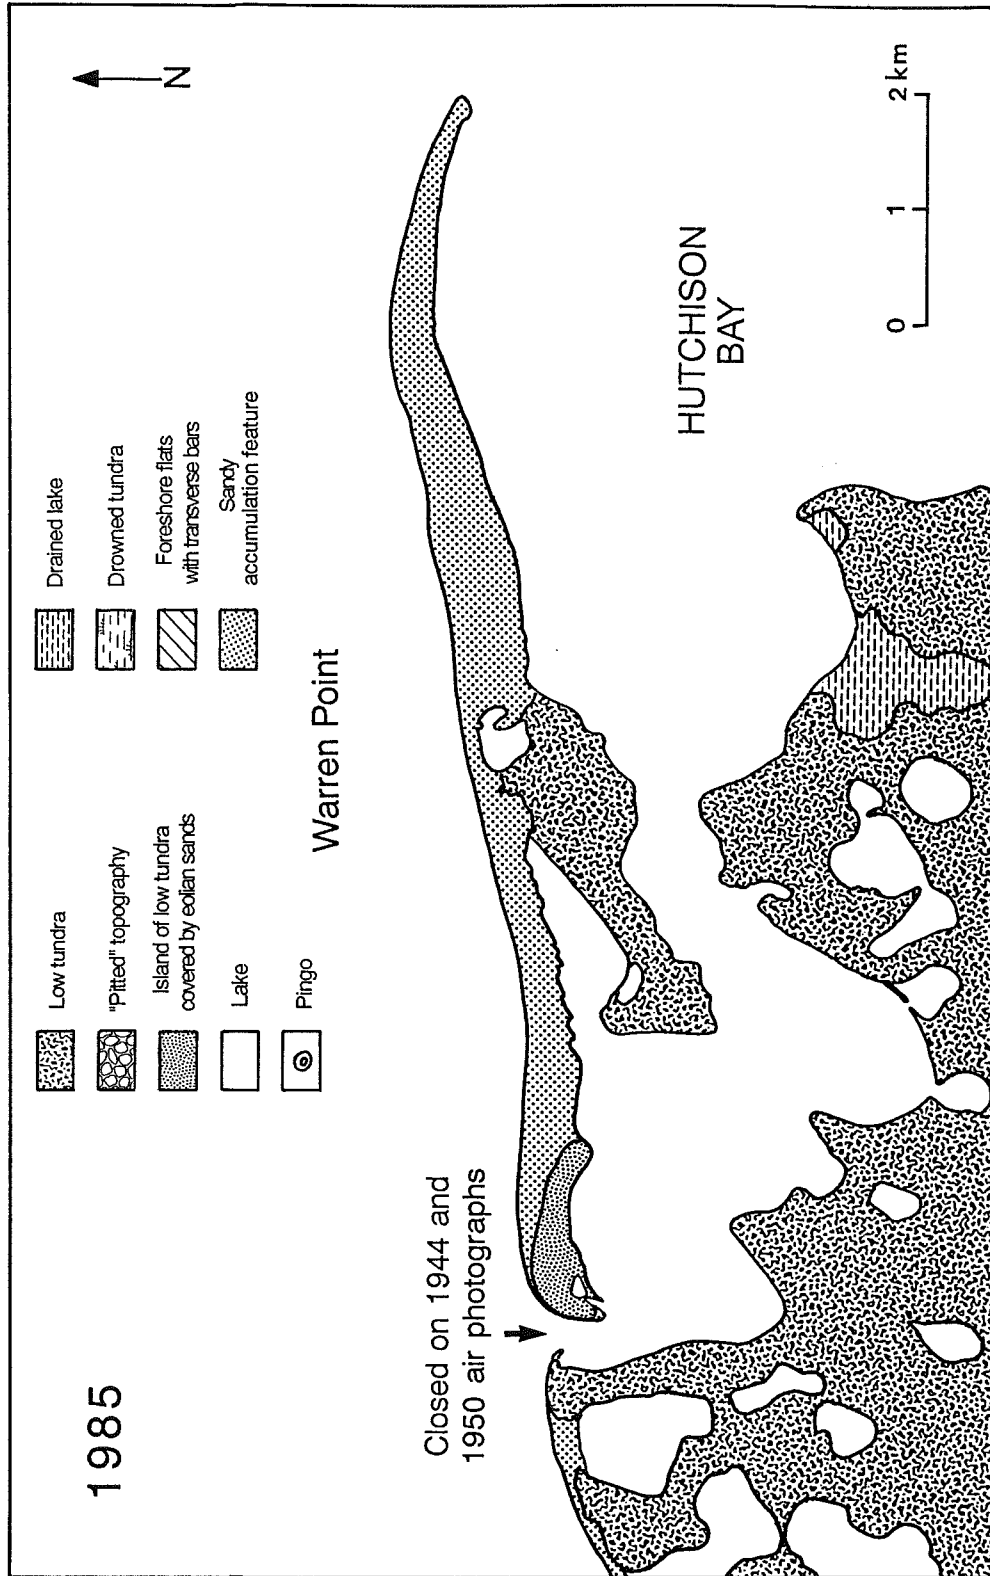 1985
N
Low tundra
"Pitted" topography
Island of low tundra
covered by eolian sands
Lake
Pingo
Drained lake
Drowned tundra
Foreshore flats
with transverse bars
Sandy
accumulation feature
Warren Point
Closed on 1944 and
1950 air photographs
HUTCHISON
BAY
0 1 2 km